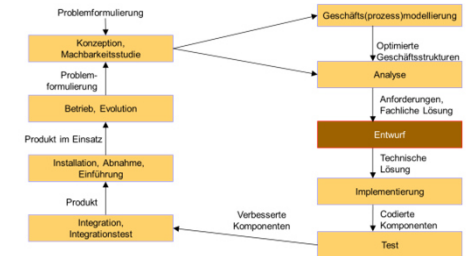 Problemformulierung
Geschäfts(prozess)modellierung
Konzeption,
Machbarkeitsstudie
Optimierte
Geschäftsstrukturen
Problem-
formulierung
Analyse
Anforderungen,
Fachliche Lösung
Betrieb, Evolution
Entwurf
Produkt im Einsatz
Technische
Lösung
Installation, Abnahme,
Einführung
Implementierung
Produkt
Verbesserte
Komponenten
Codierte
Komponenten
Integration,
Integrationstest
Test